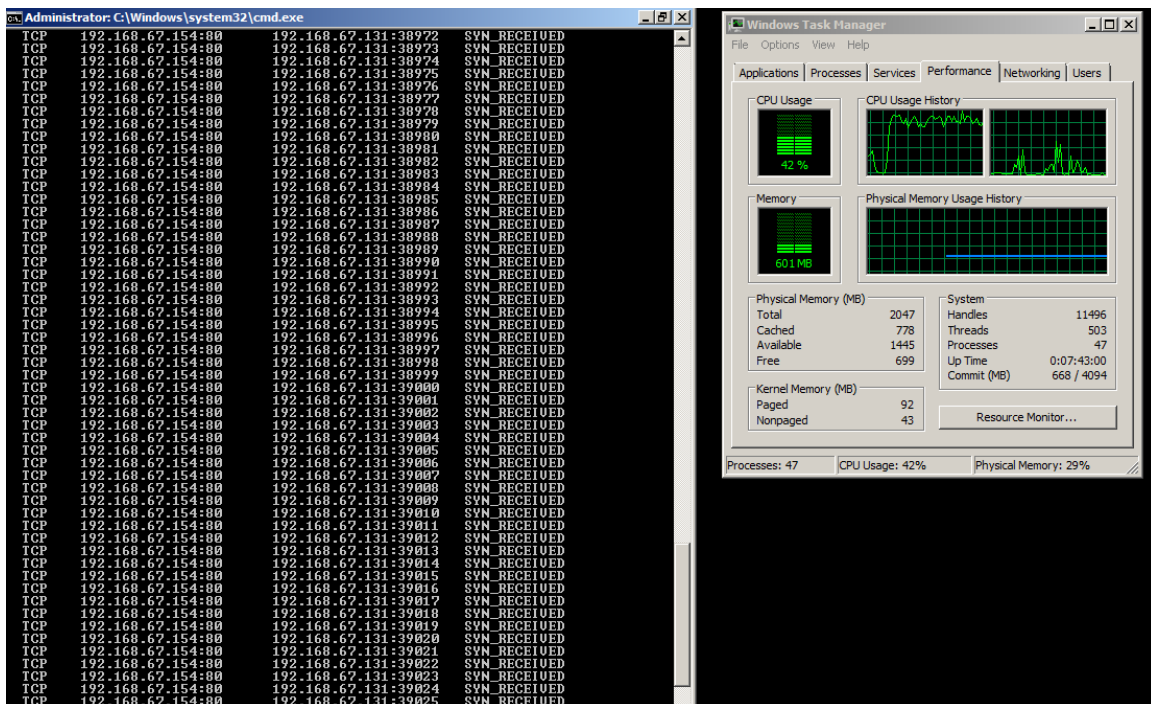 Administrator: C:\Windows\system32\cmd.exe
TCP 192.168.67.154:80 192.168.67.131:38972 SYN_RECEIVED
TCP 192.168.67.154:80 192.168.67.131:38973 SYN_RECEIVED
TCP 192.168.67.154:80 192.168.67.131:38974 SYN_RECEIVED
TCP 192.168.67.154:80 192.168.67.131:38975 SYN_RECEIVED
TCP 192.168.67.154:80 192.168.67.131:38976 SYN_RECEIVED
TCP 192.168.67.154:80 192.168.67.131:38977 SYN_RECEIVED
TCP 192.168.67.154:80 192.168.67.131:38978 SYN_RECEIVED
TCP 192.168.67.154:80 192.168.67.131:38979 SYN_RECEIVED
TCP 192.168.67.154:80 192.168.67.131:38980 SYN_RECEIVED
TCP 192.168.67.154:80 192.168.67.131:38981 SYN_RECEIVED
TCP 192.168.67.154:80 192.168.67.131:38982 SYN_RECEIVED
TCP 192.168.67.154:80 192.168.67.131:38983 SYN_RECEIVED
TCP 192.168.67.154:80 192.168.67.131:38984 SYN_RECEIVED
TCP 192.168.67.154:80 192.168.67.131:38985 SYN_RECEIVED
TCP 192.168.67.154:80 192.168.67.131:38986 SYN_RECEIVED
TCP 192.168.67.154:80 192.168.67.131:38987 SYN_RECEIVED
TCP 192.168.67.154:80 192.168.67.131:38988 SYN_RECEIVED
TCP 192.168.67.154:80 192.168.67.131:38989 SYN_RECEIVED
TCP 192.168.67.154:80 192.168.67.131:38990 SYN_RECEIVED
TCP 192.168.67.154:80 192.168.67.131:38991 SYN_RECEIVED
TCP 192.168.67.154:80 192.168.67.131:38992 SYN_RECEIVED
TCP 192.168.67.154:80 192.168.67.131:38993 SYN_RECEIVED
TCP 192.168.67.154:80 192.168.67.131:38994 SYN_RECEIVED
TCP 192.168.67.154:80 192.168.67.131:38995 SYN_RECEIVED
TCP 192.168.67.154:80 192.168.67.131:38996 SYN_RECEIVED
TCP 192.168.67.154:80 192.168.67.131:38997 SYN_RECEIVED
TCP 192.168.67.154:80 192.168.67.131:38998 SYN_RECEIVED
TCP 192.168.67.154:80 192.168.67.131:38999 SYN_RECEIVED
TCP 192.168.67.154:80 192.168.67.131:39000 SYN_RECEIVED
TCP 192.168.67.154:80 192.168.67.131:39001 SYN_RECEIVED
TCP 192.168.67.154:80 192.168.67.131:39002 SYN_RECEIVED
TCP 192.168.67.154:80 192.168.67.131:39003 SYN_RECEIVED
TCP 192.168.67.154:80 192.168.67.131:39004 SYN_RECEIVED
TCP 192.168.67.154:80 192.168.67.131:39005 SYN_RECEIVED
TCP 192.168.67.154:80 192.168.67.131:39006 SYN_RECEIVED
TCP 192.168.67.154:80 192.168.67.131:39007 SYN_RECEIVED
TCP 192.168.67.154:80 192.168.67.131:39008 SYN_RECEIVED
TCP 192.168.67.154:80 192.168.67.131:39009 SYN_RECEIVED
TCP 192.168.67.154:80 192.168.67.131:39010 SYN_RECEIVED
TCP 192.168.67.154:80 192.168.67.131:39011 SYN_RECEIVED
TCP 192.168.67.154:80 192.168.67.131:39012 SYN_RECEIVED
TCP 192.168.67.154:80 192.168.67.131:39013 SYN_RECEIVED
TCP 192.168.67.154:80 192.168.67.131:39014 SYN_RECEIVED
TCP 192.168.67.154:80 192.168.67.131:39015 SYN_RECEIVED
TCP 192.168.67.154:80 192.168.67.131:39016 SYN_RECEIVED
TCP 192.168.67.154:80 192.168.67.131:39017 SYN_RECEIVED
TCP 192.168.67.154:80 192.168.67.131:39018 SYN_RECEIVED
TCP 192.168.67.154:80 192.168.67.131:39019 SYN_RECEIVED
TCP 192.168.67.154:80 192.168.67.131:39020 SYN_RECEIVED
TCP 192.168.67.154:80 192.168.67.131:39021 SYN_RECEIVED
TCP 192.168.67.154:80 192.168.67.131:39022 SYN_RECEIVED
TCP 192.168.67.154:80 192.168.67.131:39023 SYN_RECEIVED
TCP 192.168.67.154:80 192.168.67.131:39024 SYN_RECEIVED
TCP 192.168.67.154:80 192.168.67.131:39025 SYN_RECEIVED
Windows Task Manager
File Options View Help
Applications Processes Services Performance Networking Users
CPU Usage CPU Usage History
42 %
Memory Physical Memory Usage History
601 MB
Physical Memory (MB)
Total 2047
Cached 778
Available 1445
Free 699
System
Handles 11496
Threads 503
Processes 47
Up Time 0:07:43:00
Commit (MB) 668 / 4094
Kernel Memory (MB)
Paged 92
Nonpaged 43
Resource Monitor...
Processes: 47 CPU Usage: 42% Physical Memory: 29%